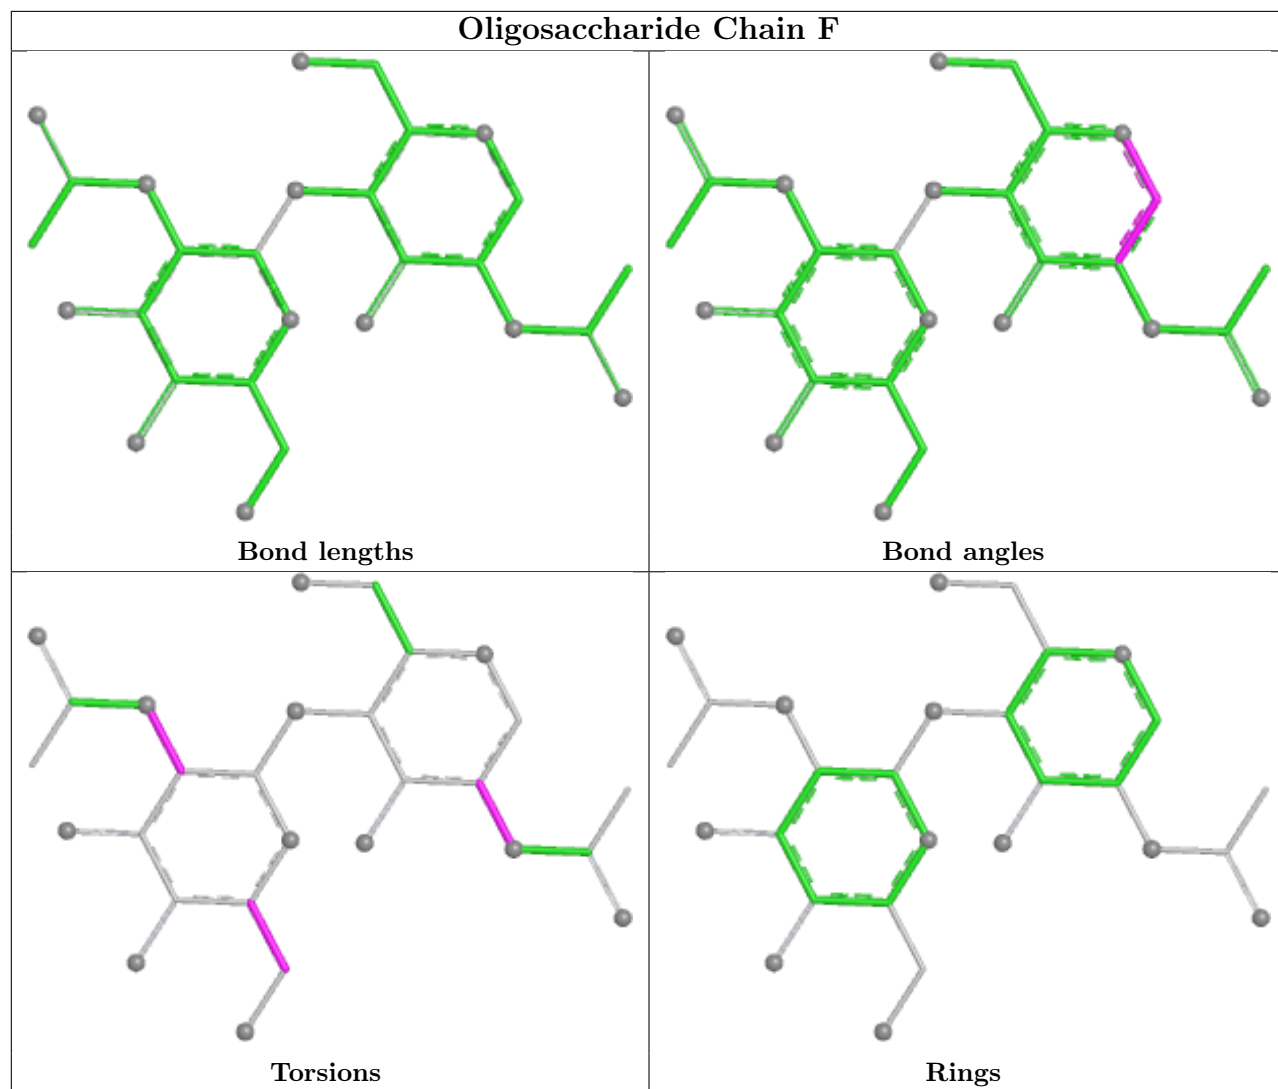 Oligosaccharide Chain F
Bond lengths
Bond angles
Torsions
Rings